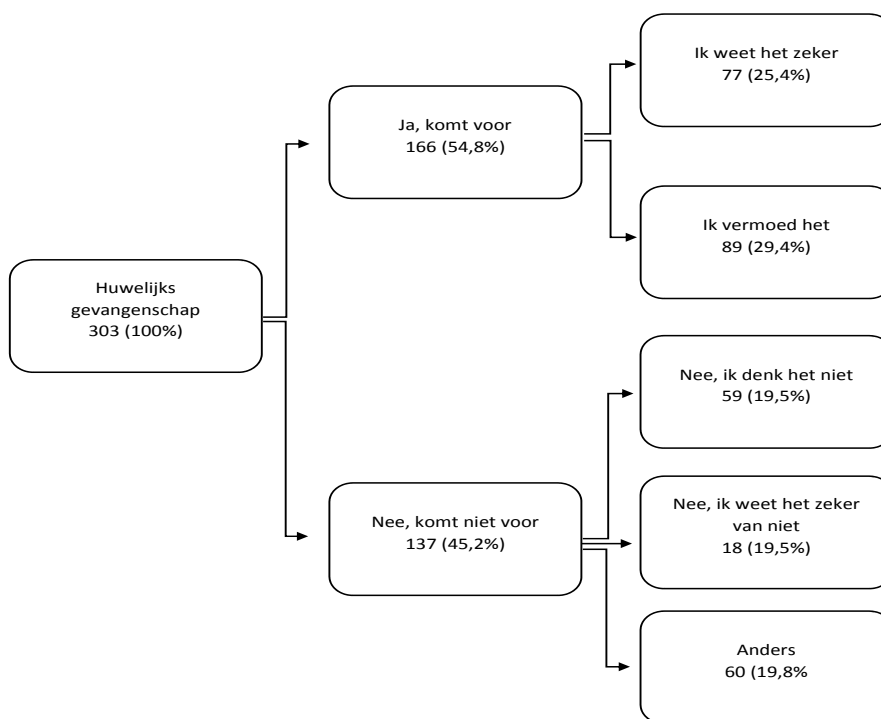 Ik weet het zeker
77 (25,4%)
Ja, komt voor
166 (54,8%)
Ik vermoed het
89 (29,4%)
Huwelijks
gevangenschap
303 (100%)
Nee, ik denk het niet
59 (19,5%)
Nee, komt niet voor
137 (45,2%)
Nee, ik weet het zeker
van niet
18 (19,5%)
Anders
60 (19,8%